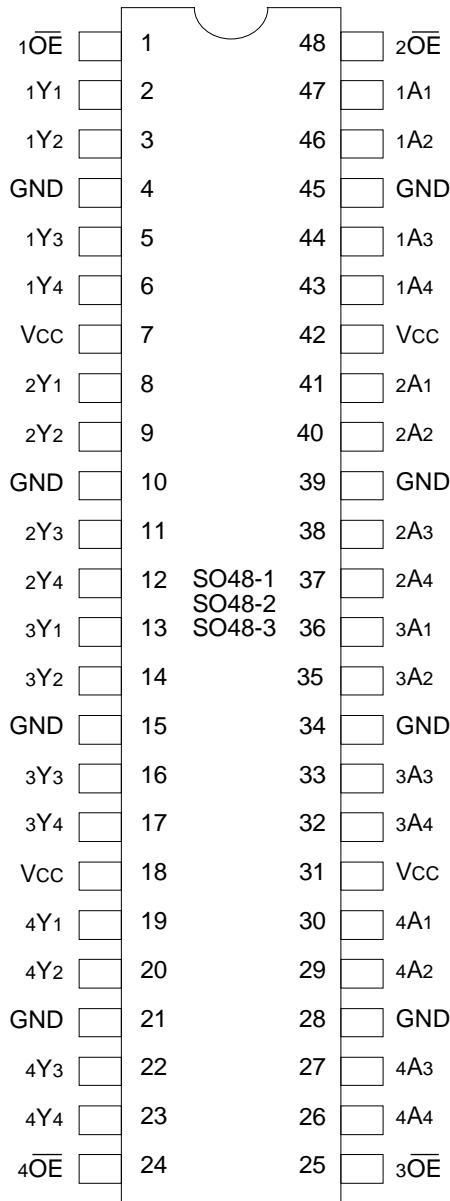 1O̅E̅ 1 48 2O̅E̅
1Y1 2 47 1A1
1Y2 3 46 1A2
GND 4 45 GND
1Y3 5 44 1A3
1Y4 6 43 1A4
VCC 7 42 VCC
2Y1 8 41 2A1
2Y2 9 40 2A2
GND 10 39 GND
2Y3 11 38 2A3
2Y4 12 SO48-1 37 2A4
SO48-2
3Y1 13 SO48-3 36 3A1
3Y2 14 35 3A2
GND 15 34 GND
3Y3 16 33 3A3
3Y4 17 32 3A4
VCC 18 31 VCC
4Y1 19 30 4A1
4Y2 20 29 4A2
GND 21 28 GND
4Y3 22 27 4A3
4Y4 23 26 4A4
4O̅E̅ 24 25 3O̅E̅